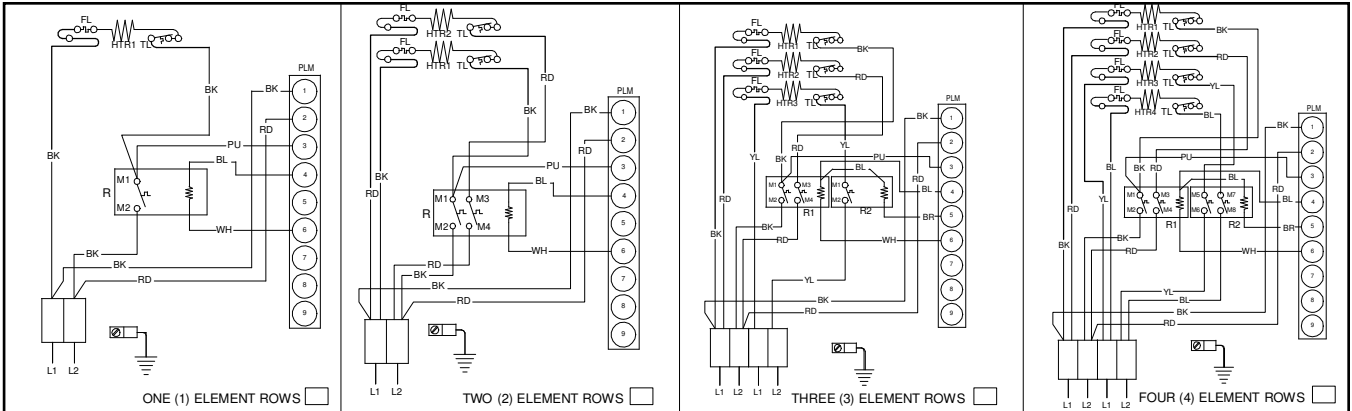 FL
HTR1
TL
BK
PLM
1
2
3
4
5
6
7
8
9
BK
RD
BK
PU
BL
M1
R
M2
WH
BK
BK
RD
L1 L2
ONE (1) ELEMENT ROWS
FL
HTR2 TL
FL
HTR1 TL
RD
BK
PLM
1
2
3
4
5
6
7
8
9
BK
RD
BK
RD
PU
BL
M1 M3
R
M2 M4
WH
RD
BK
BK
RD
L1 L2
TWO (2) ELEMENT ROWS
FL
HTR1 TL
BK
FL
HTR2 TL
RD
FL
HTR3 TL
PLM
1
2
3
4
5
6
7
8
9
BK
RD
BK
RD
YL
BK
RD
YL
PU
BL
RD
BL
BR
M1 M3
M2 M4
R1
M1
M2
R2
BK
RD
WH
YL
BK
RD
L1 L2 L1 L2
THREE (3) ELEMENT ROWS
FL
HTR1 TL
BK
FL
HTR2 TL
RD
FL
HTR3 TL
YL
FL
HTR4 TL
BL
PLM
1
2
3
4
5
6
7
8
9
BK
RD
BK
RD
BL
YL
BK
RD
PU
BL
RD
BL
BR
M1 M3
M2 M4
R1
M5 M7
M6 M8
R2
BK
RD
WH
YL
BL
BK
RD
L1 L2 L1 L2
FOUR (4) ELEMENT ROWS